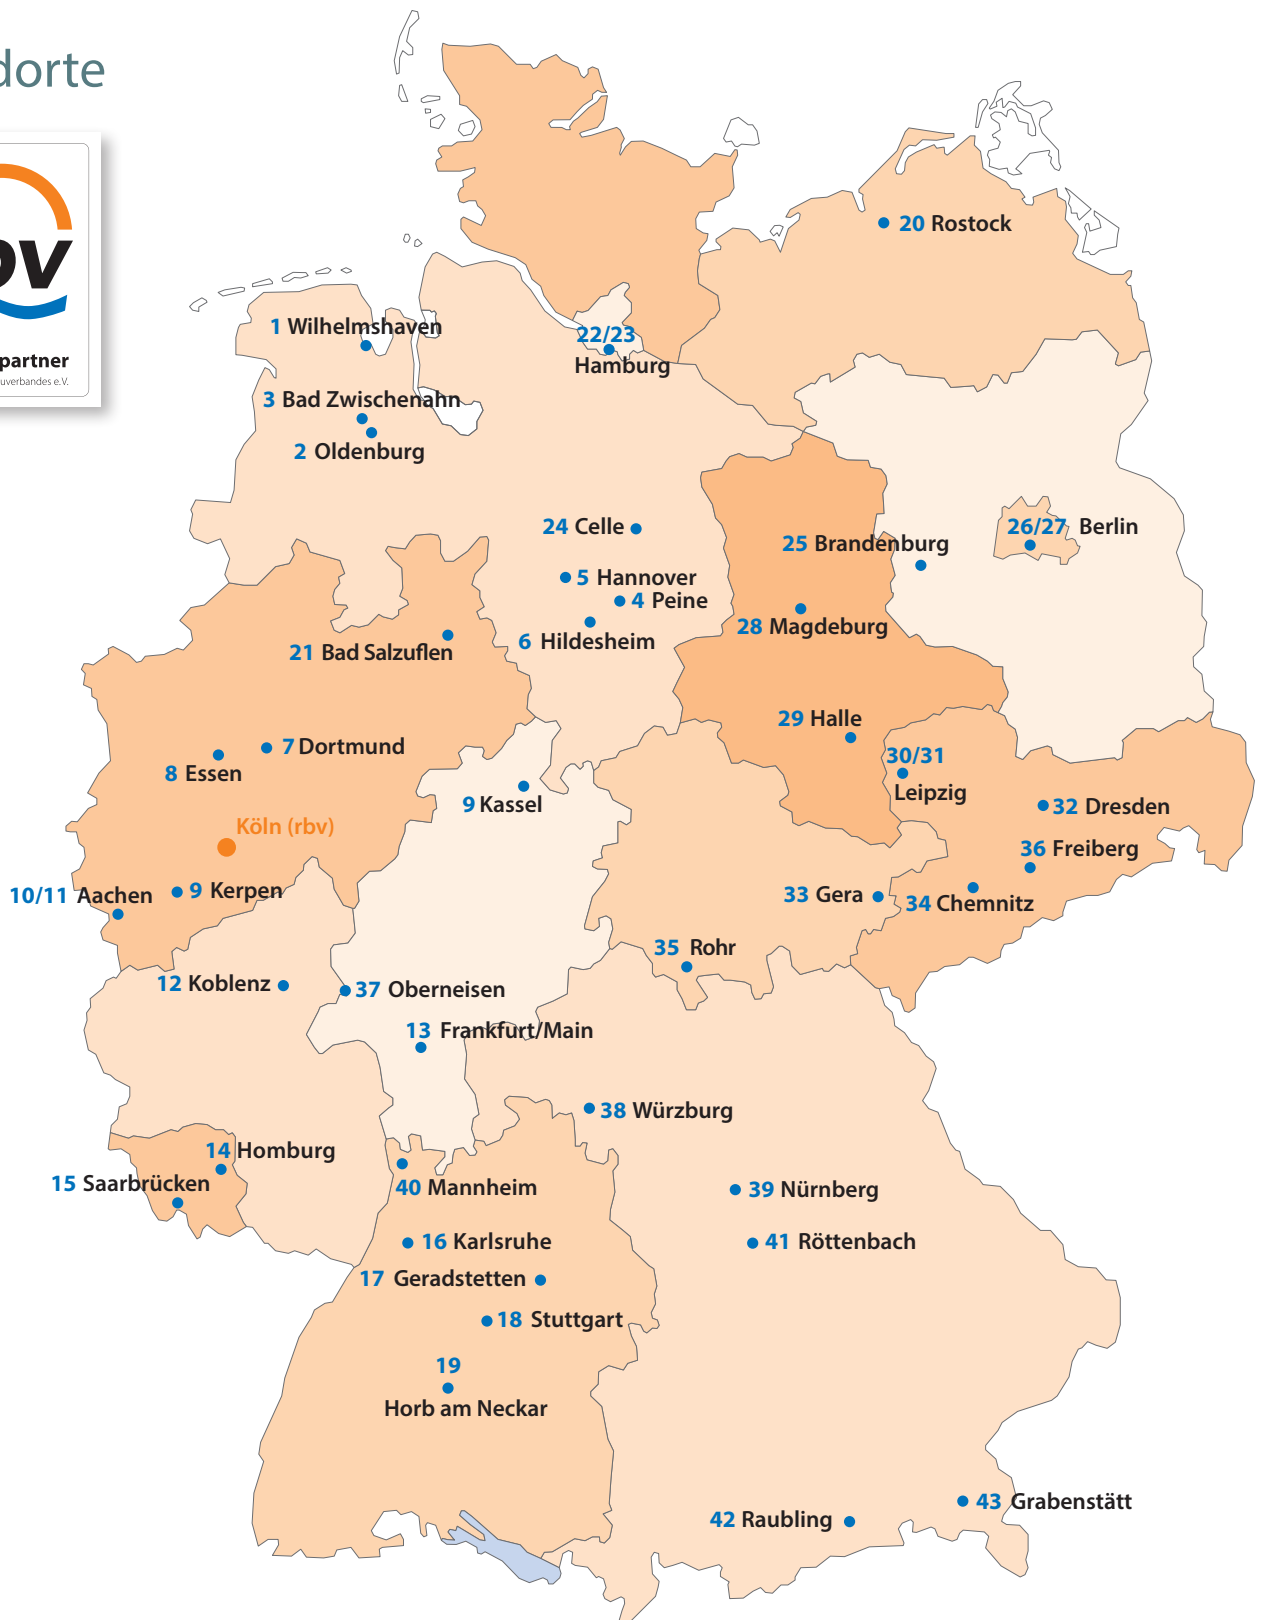 dorte
bv
partner
uverbandes e.V.
20 Rostock
1 Wilhelmshaven
22/23
Hamburg
3 Bad Zwischenahn
2 Oldenburg
24 Celle
26/27 Berlin
25 Brandenburg
5 Hannover
4 Peine
28 Magdeburg
6 Hildesheim
21 Bad Salzuflen
29 Halle
7 Dortmund
30/31
Leipzig
8 Essen
9 Kassel
32 Dresden
Köln (rbv)
36 Freiberg
9 Kerpen
10/11 Aachen
33 Gera
34 Chemnitz
35 Rohr
12 Koblenz
37 Oberneisen
13 Frankfurt/Main
38 Würzburg
14 Homburg
15 Saarbrücken
40 Mannheim
39 Nürnberg
16 Karlsruhe
41 Röttenbach
17 Geradstetten
18 Stuttgart
19
Horb am Neckar
43 Grabenstätt
42 Raubling